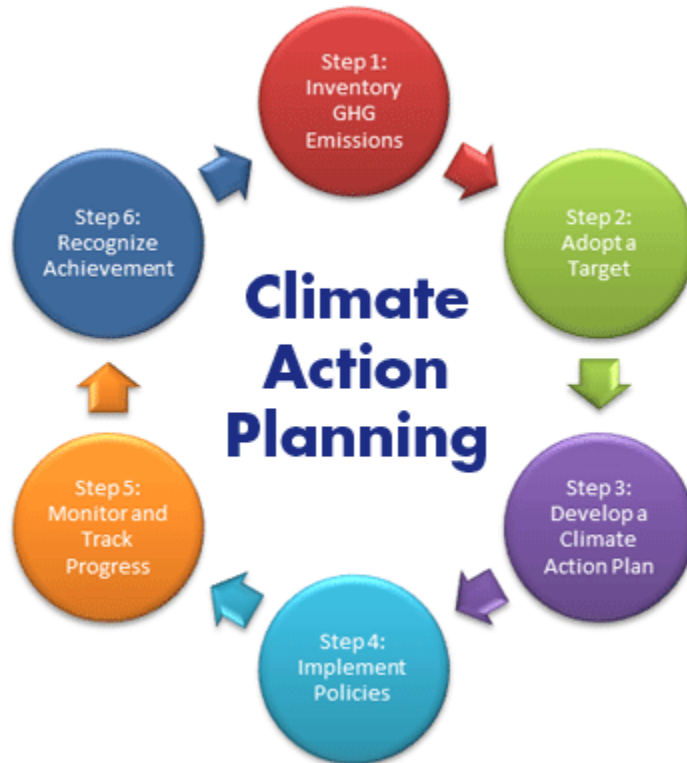 Step 1:
Inventory
GHG
Emissions
Step 2:
Adopt a
Target
Step 3:
Develop a
Climate
Action Plan
Step 4:
Implement
Policies
Step 5:
Monitor and
Track
Progress
Step 6:
Recognize
Achievement
Climate
Action
Planning